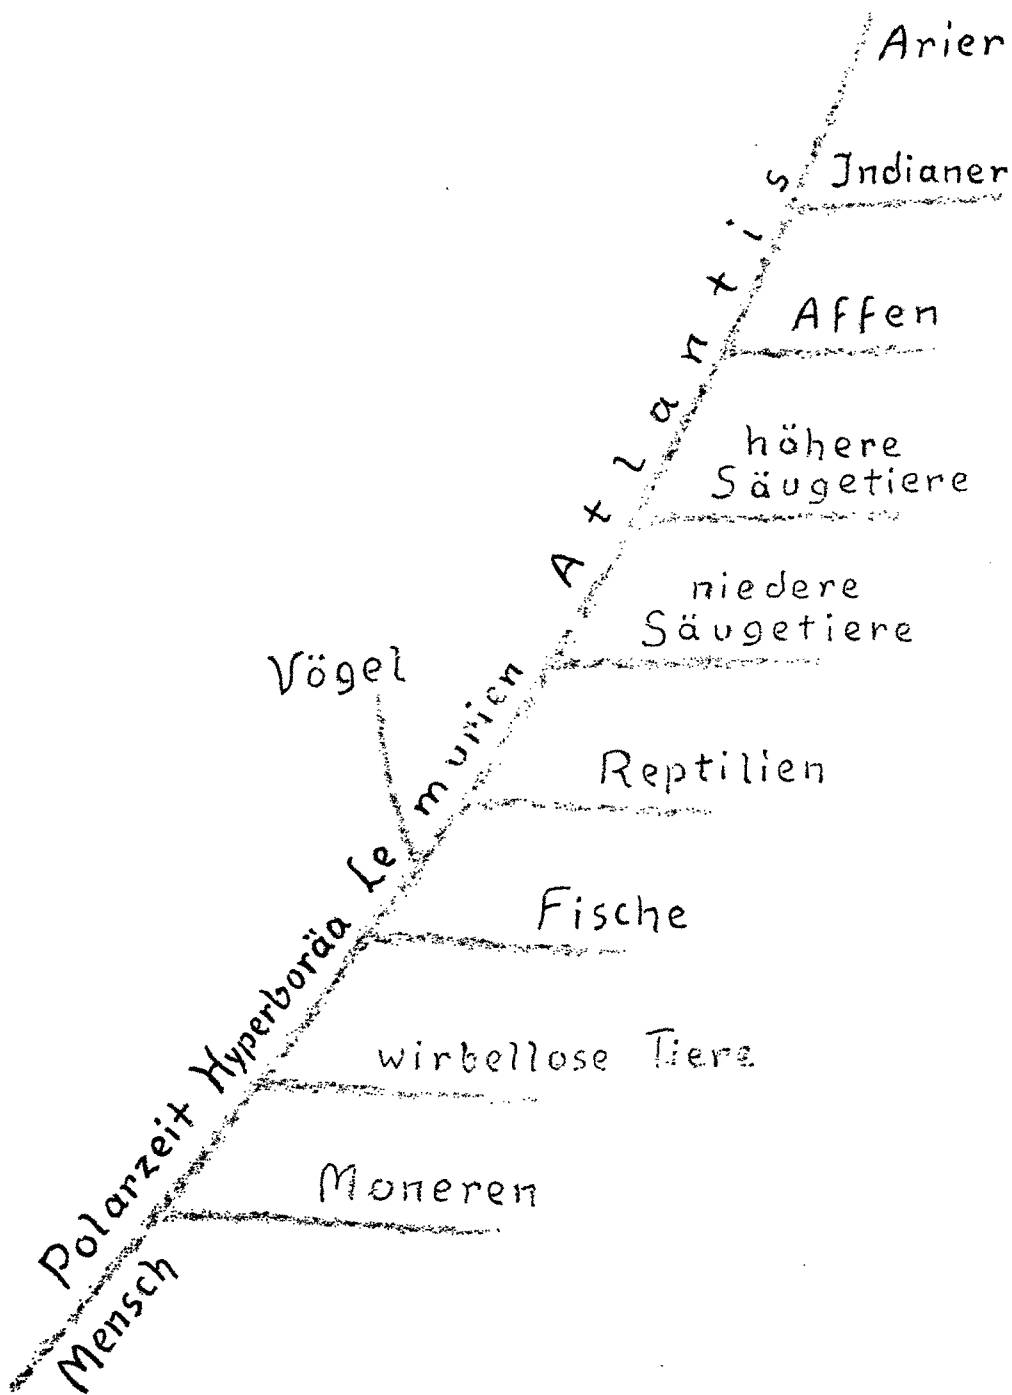 Arier
Indianer
Affen
höhere
Säugetiere
niedere
Säugetiere
Vögel
Reptilien
Fische
wirbellose Tiere
Moneren
Atlantis
Lemurien
Hyperboräa
Polarzeit
Mensch